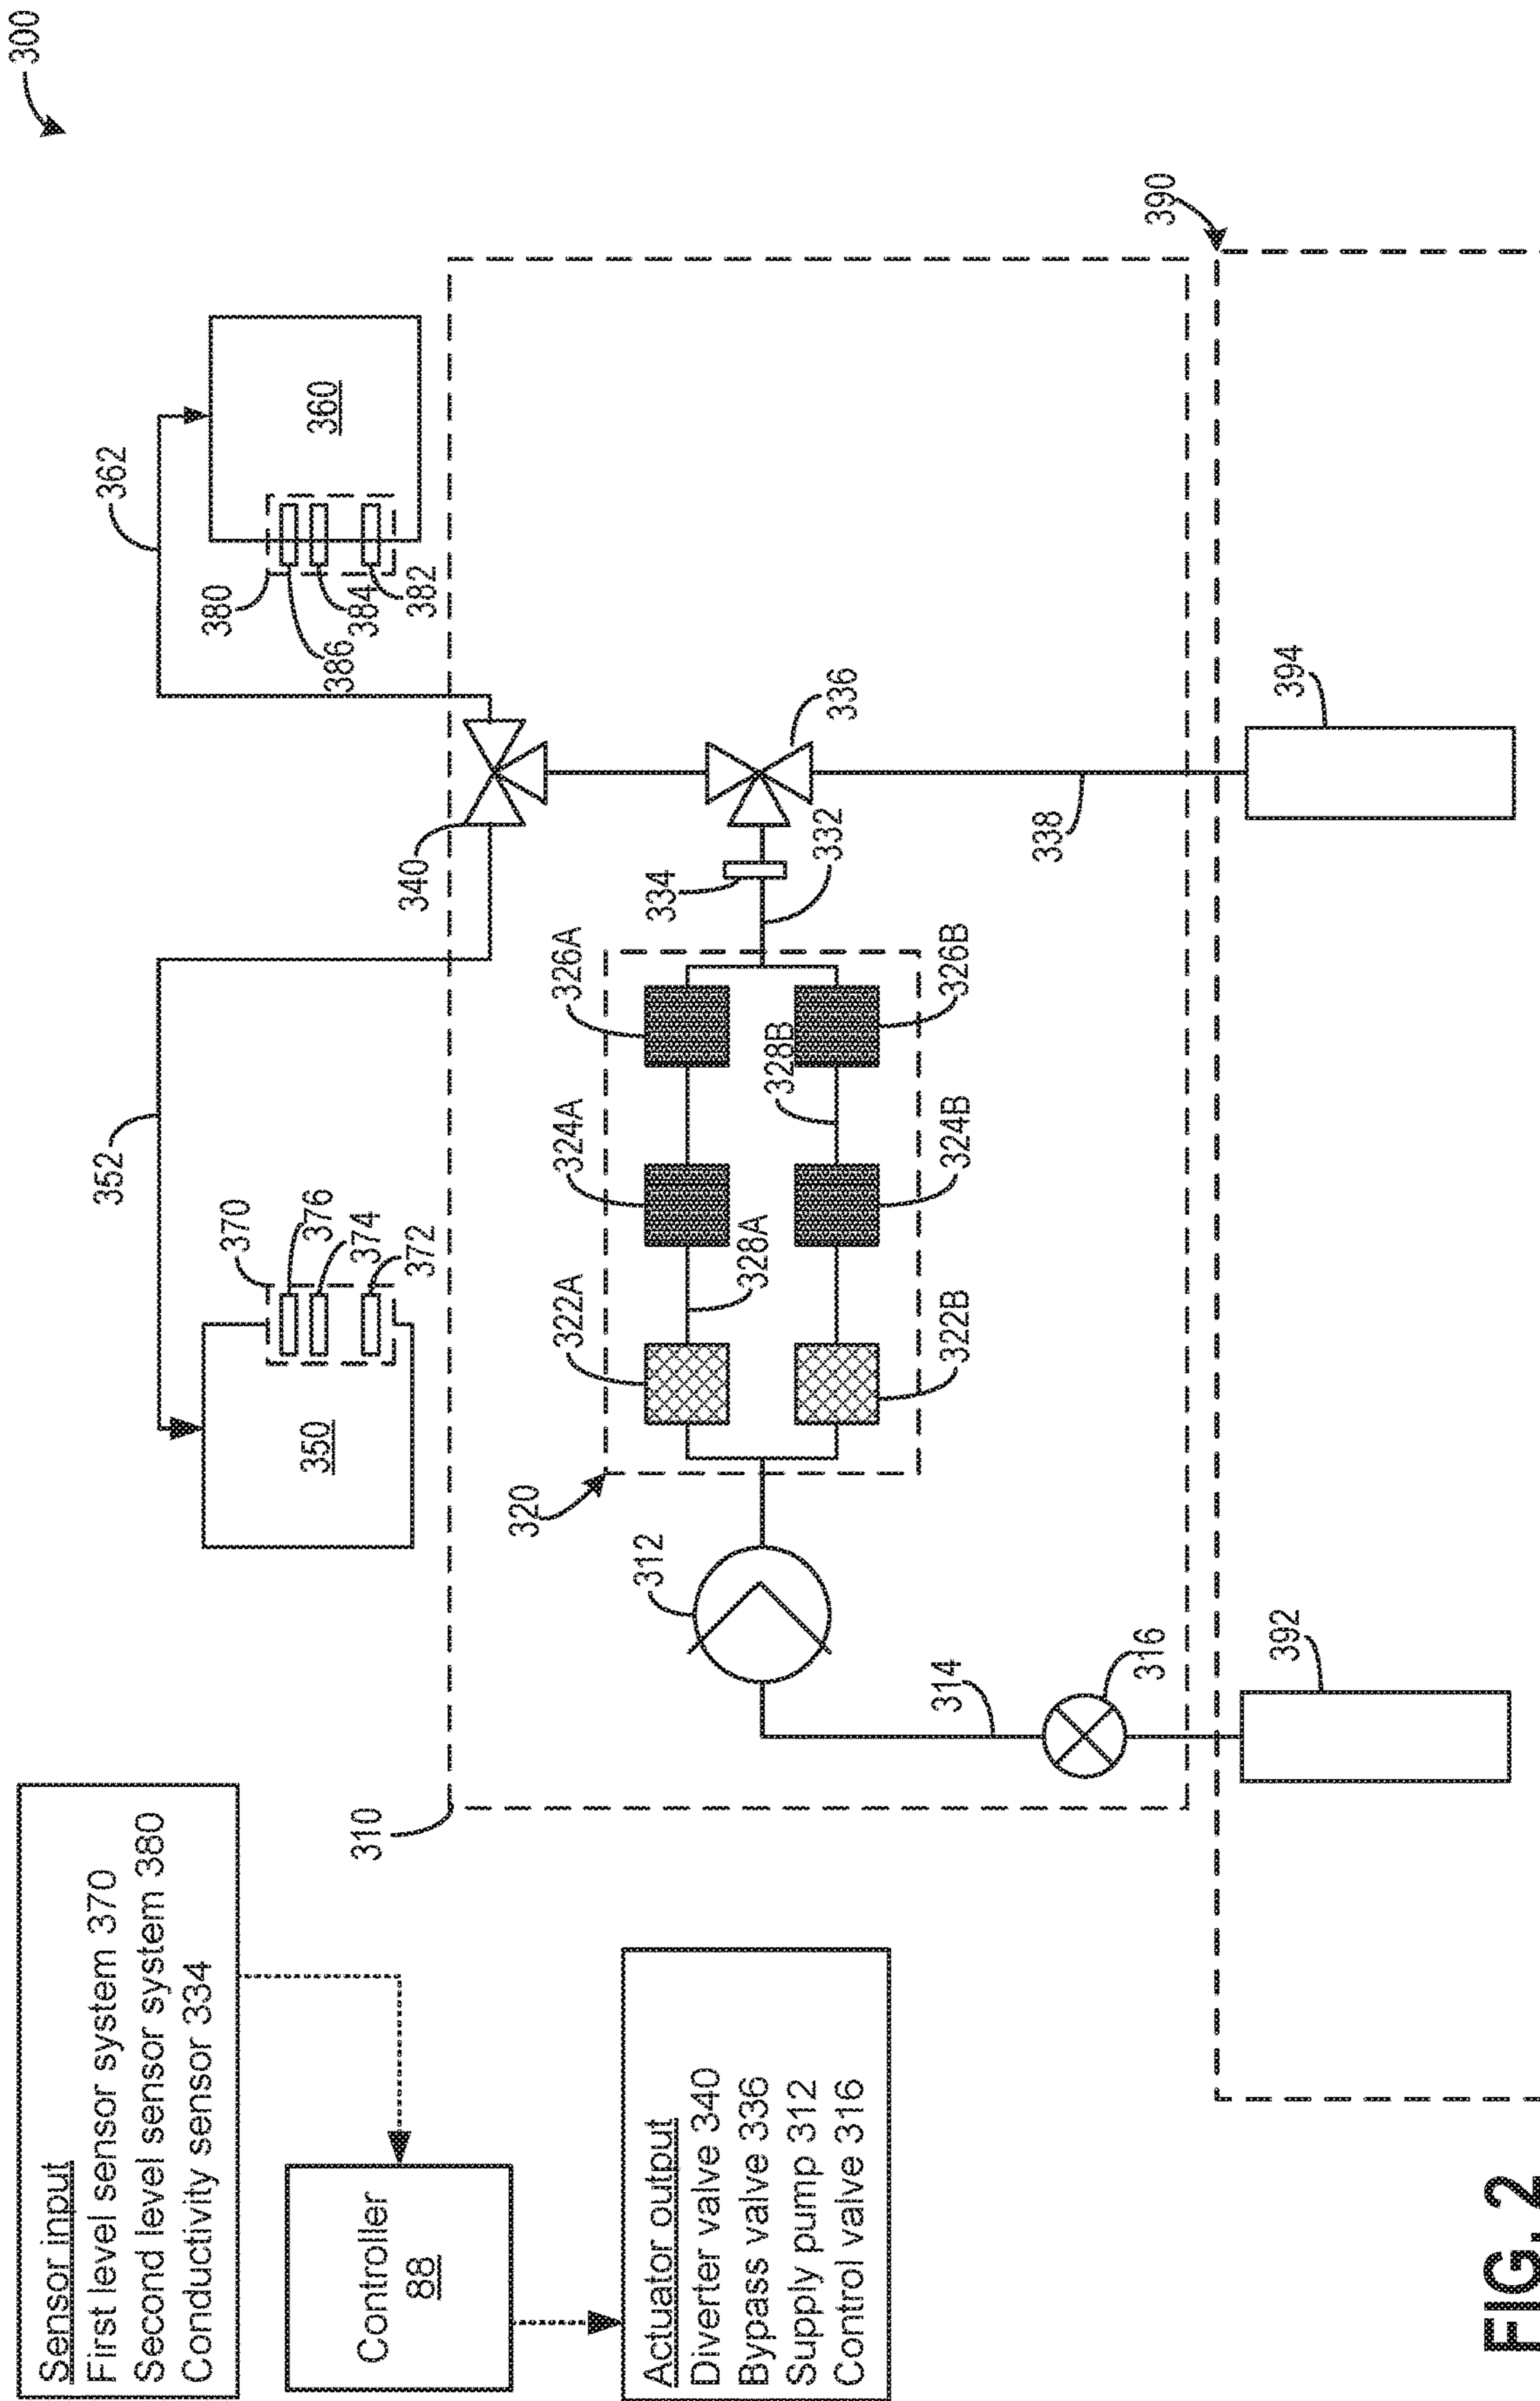 300
Sensor input
First level sensor system 370
Second level sensor system 380
Conductivity sensor 334
Controller
88
Actuator output
Diverter valve 340
Bypass valve 336
Supply pump 312
Control valve 316
352
362
370
376
374
372
350
380
386
384
382
360
310
340
390
320
312
322A
324A
326A
334
336
328A
328B
322B
324B
326B
332
314
338
316
392
394
FIG. 2